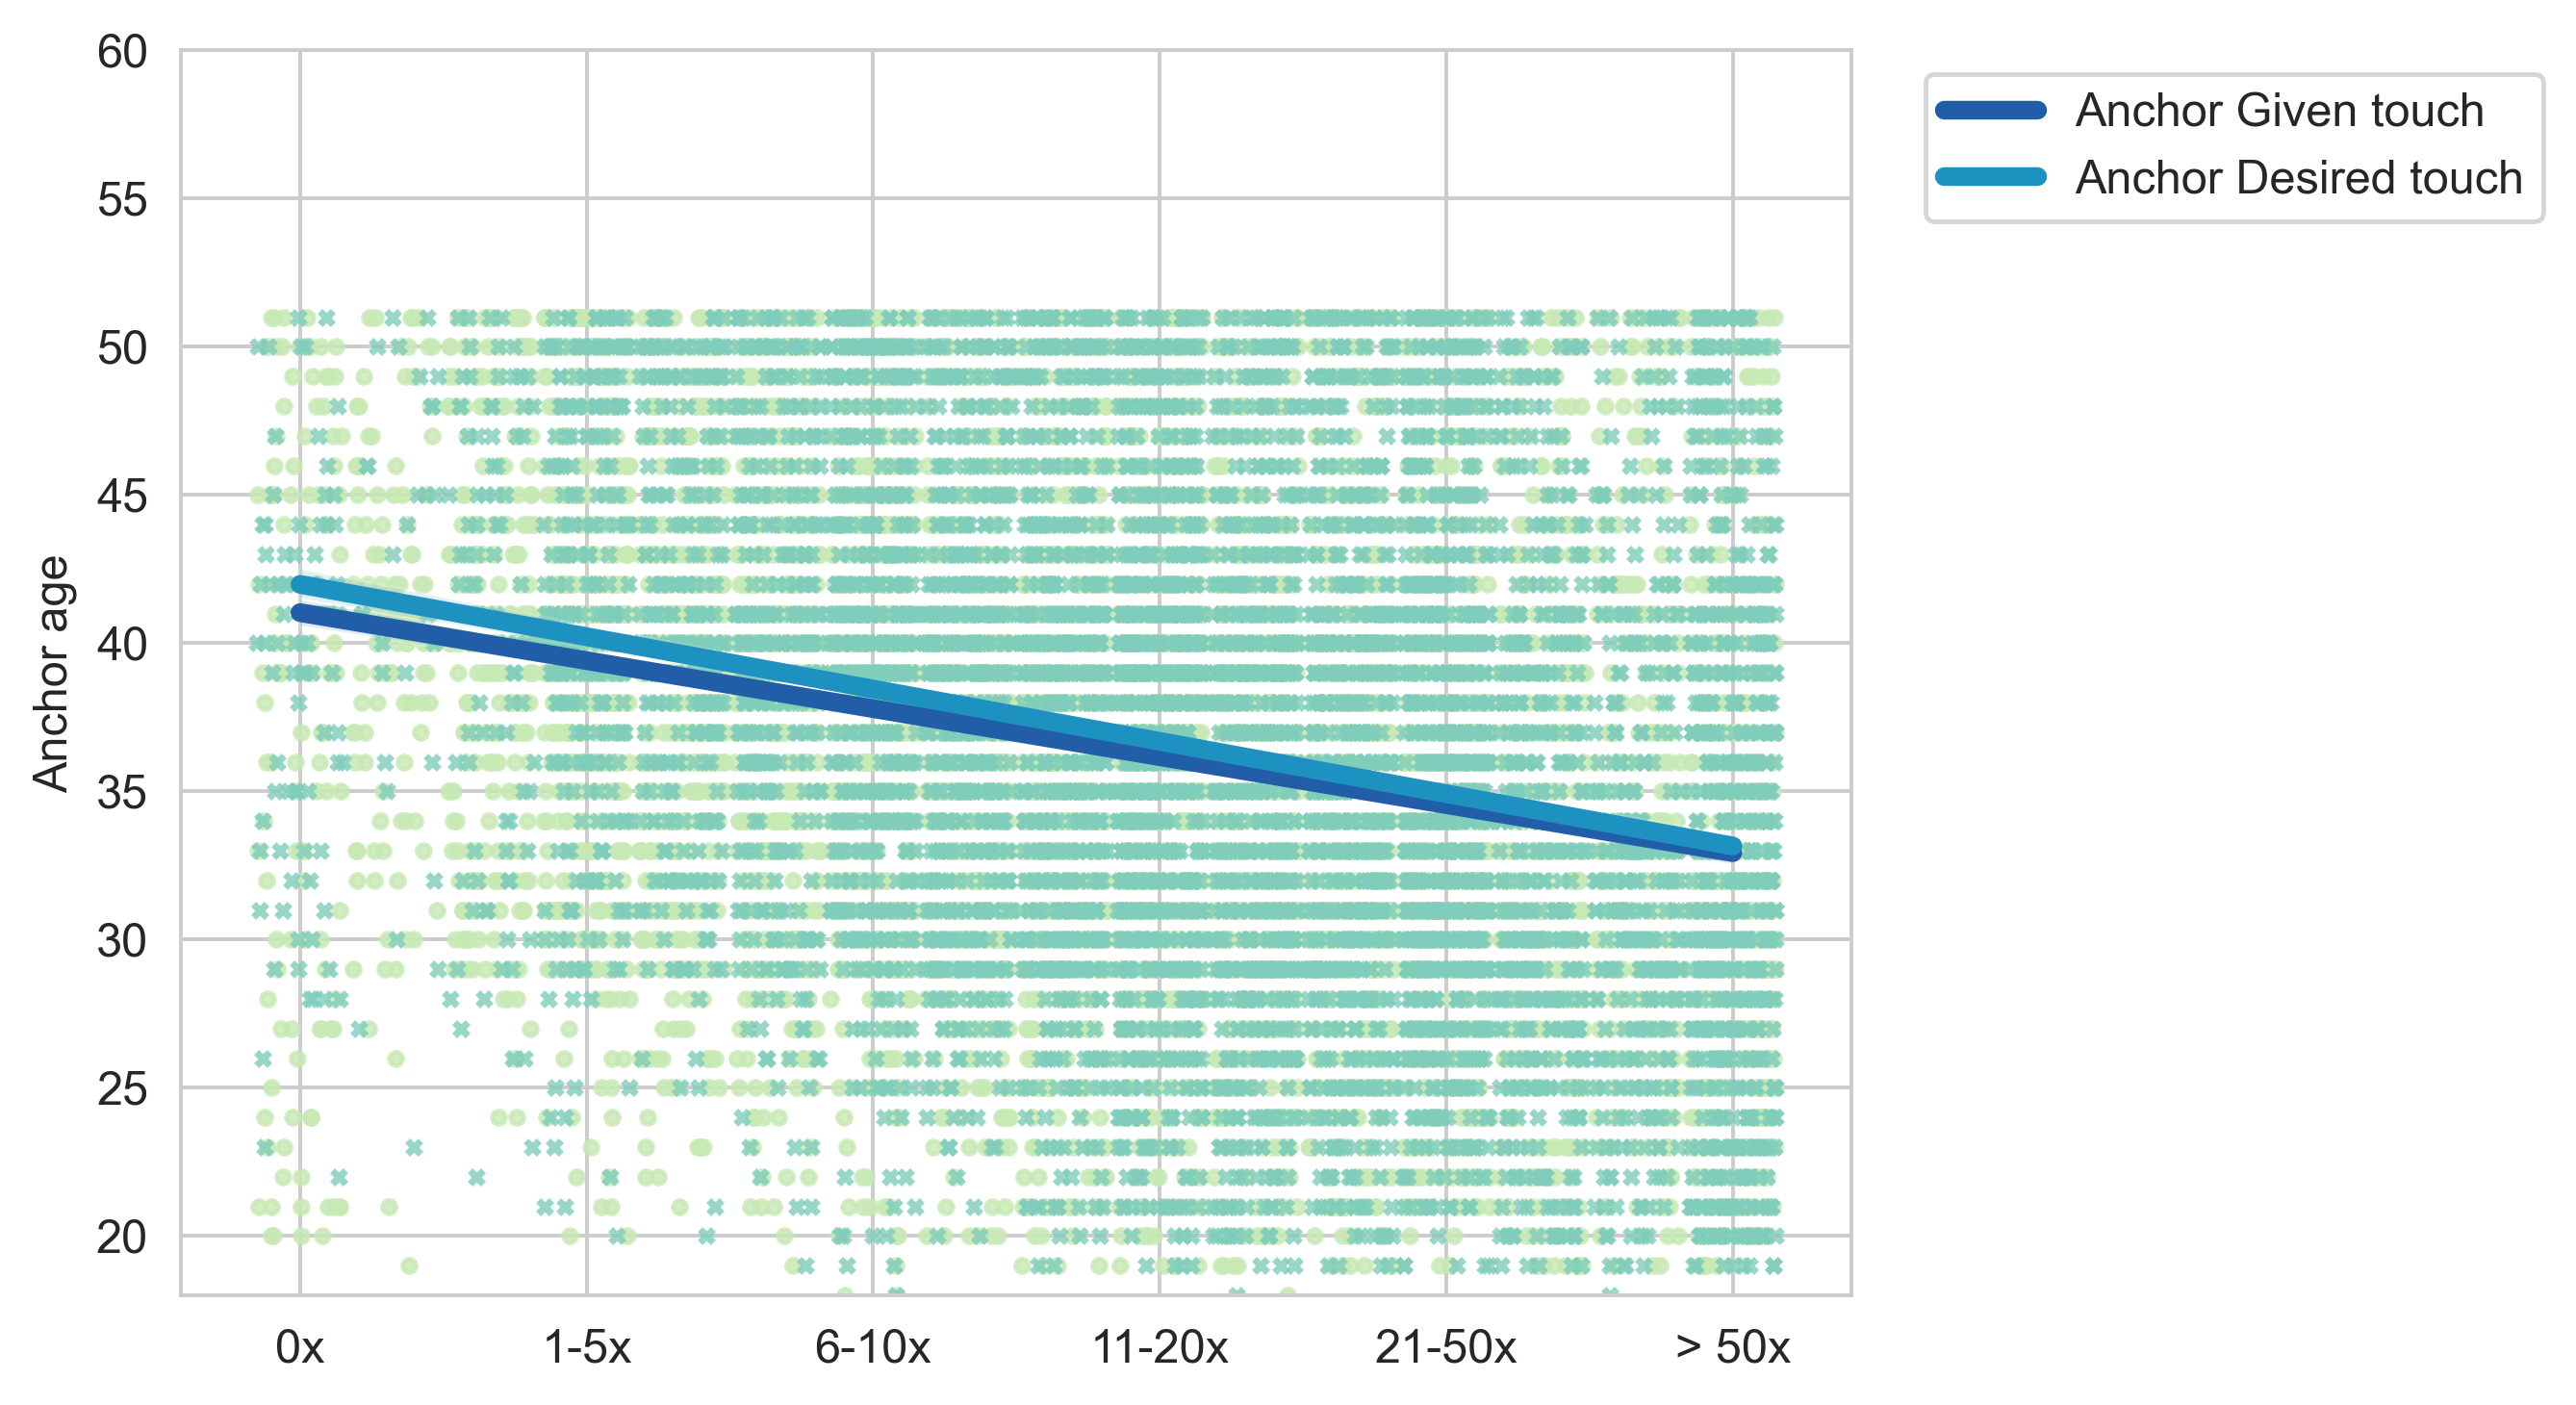 60
55
50
45
40
35
30
25
20
Anchor age
0x
1-5x
6-10x
11-20x
21-50x
> 50x
Anchor Given touch
Anchor Desired touch